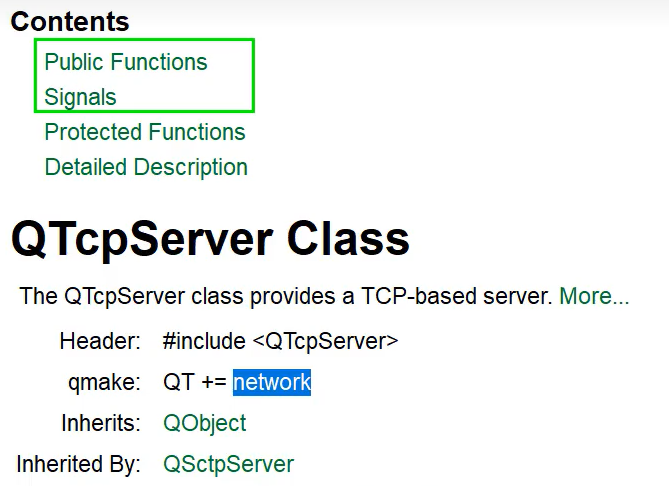 Contents
Public Functions
Signals
Protected Functions
Detailed Description
QTcpServer Class
The QTcpServer class provides a TCP-based server. More...
Header: #include <QTcpServer>
qmake: QT += network
Inherits: QObject
Inherited By: QSctpServer